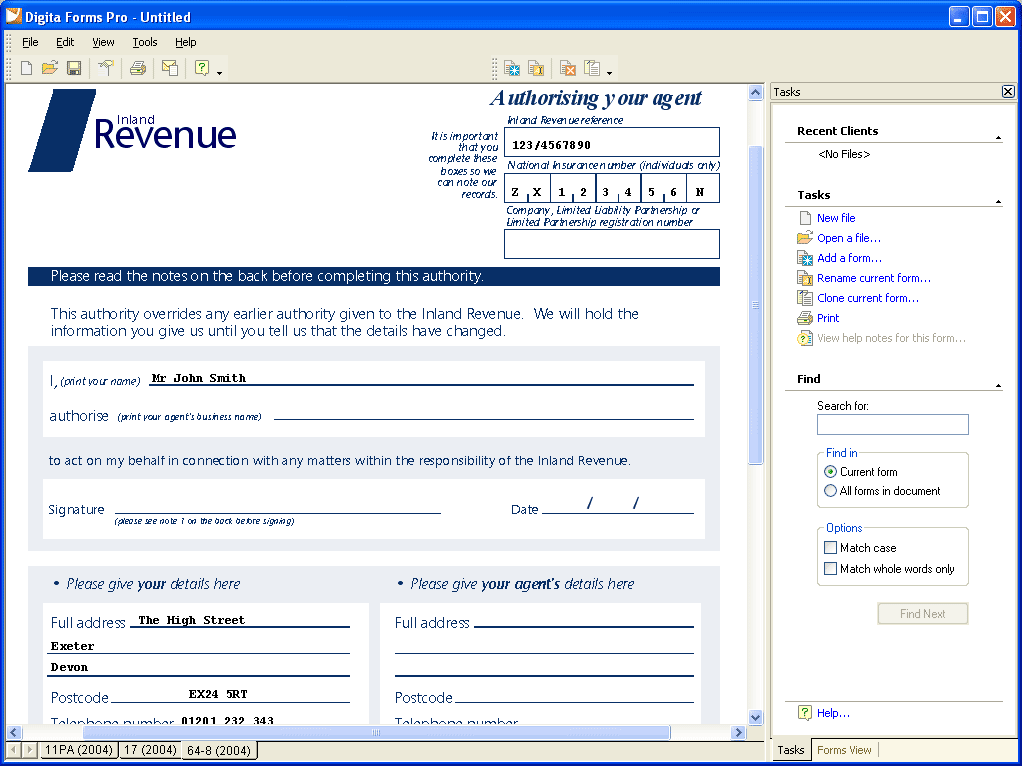 Digita Forms Pro - Untitled
File Edit View Tools Help
Inland
Revenue
Authorising your agent
Inland Revenue reference
It is important
that you
complete these
boxes so we
can note our
records.
123/4567890
National Insurance number (individuals only)
Z X 1 2 3 4 5 6 N
Company, Limited Liability Partnership or
Limited Partnership registration number
Please read the notes on the back before completing this authority.
This authority overrides any earlier authority given to the Inland Revenue. We will hold the
information you give us until you tell us that the details have changed.
I, (print your name) Mr John Smith
authorise (print your agent's business name)
to act on my behalf in connection with any matters within the responsibility of the Inland Revenue.
Signature Date / /
(please see note 1 on the back before signing)
• Please give your details here
Full address The High Street
Exeter
Devon
Postcode EX24 5RT
Telephone number 01201 232 343
• Please give your agent's details here
Full address
Postcode
Telephone number
11PA (2004) 17 (2004) 64-8 (2004)
Tasks
Recent Clients
<No Files>
Tasks
New file
Open a file...
Add a form...
Rename current form...
Clone current form...
Print
View help notes for this form...
Find
Search for:
Find in
Current form
All forms in document
Options
Match case
Match whole words only
Find Next
Help...
Tasks Forms View